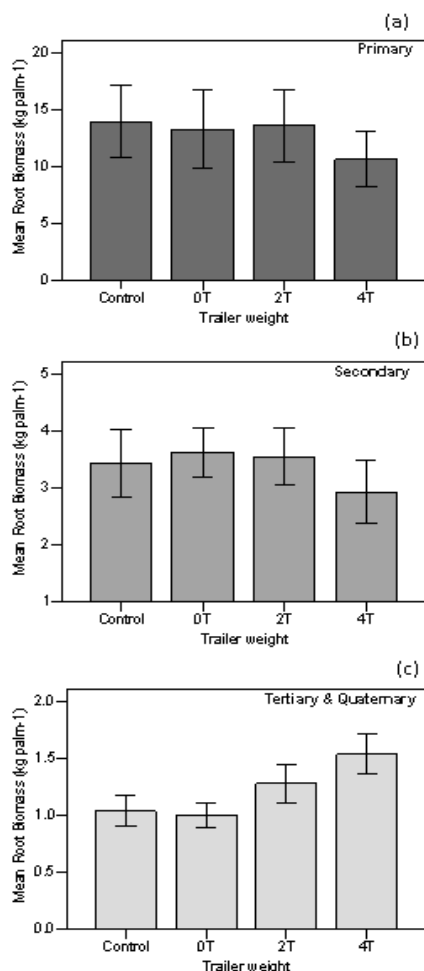 (a)
Primary
Mean Root Biomass (kg palm-1)
20
15
10
5
0
Control 0T 2T 4T
Trailer weight
(b)
Secondary
Mean Root Biomass (kg palm-1)
5
4
3
2
1
Control 0T 2T 4T
Trailer weight
(c)
Tertiary & Quaternary
Mean Root Biomass (kg palm-1)
2.0
1.5
1.0
0.5
0.0
Control 0T 2T 4T
Trailer weight